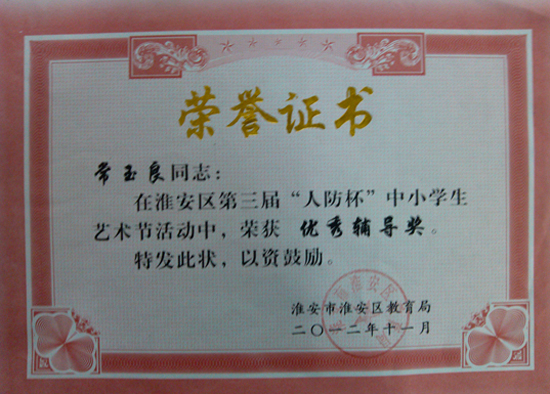 荣誉证书
常玉良同志：
在淮安区第三届“人防杯”中小学生
艺术节活动中，荣获 优秀辅导奖。
特发此状，以资鼓励。
淮安市淮安区教育局
二〇一二年十一月